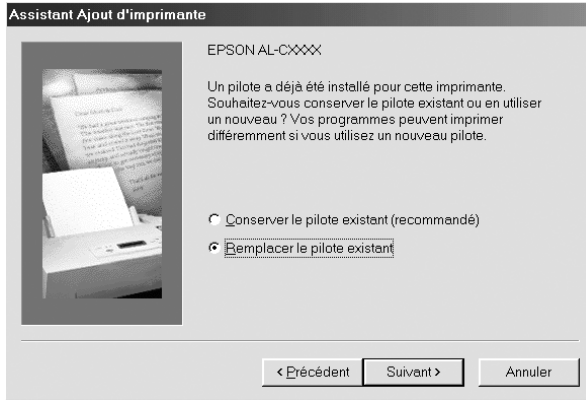 Assistant Ajout d'imprimante
EPSON AL-CXXXX
Un pilote a déjà été installé pour cette imprimante.
Souhaitez-vous conserver le pilote existant ou en utiliser
un nouveau ? Vos programmes peuvent imprimer
différemment si vous utilisez un nouveau pilote.
Conserver le pilote existant (recommandé)
Remplacer le pilote existant
< Précédent
Suivant >
Annuler